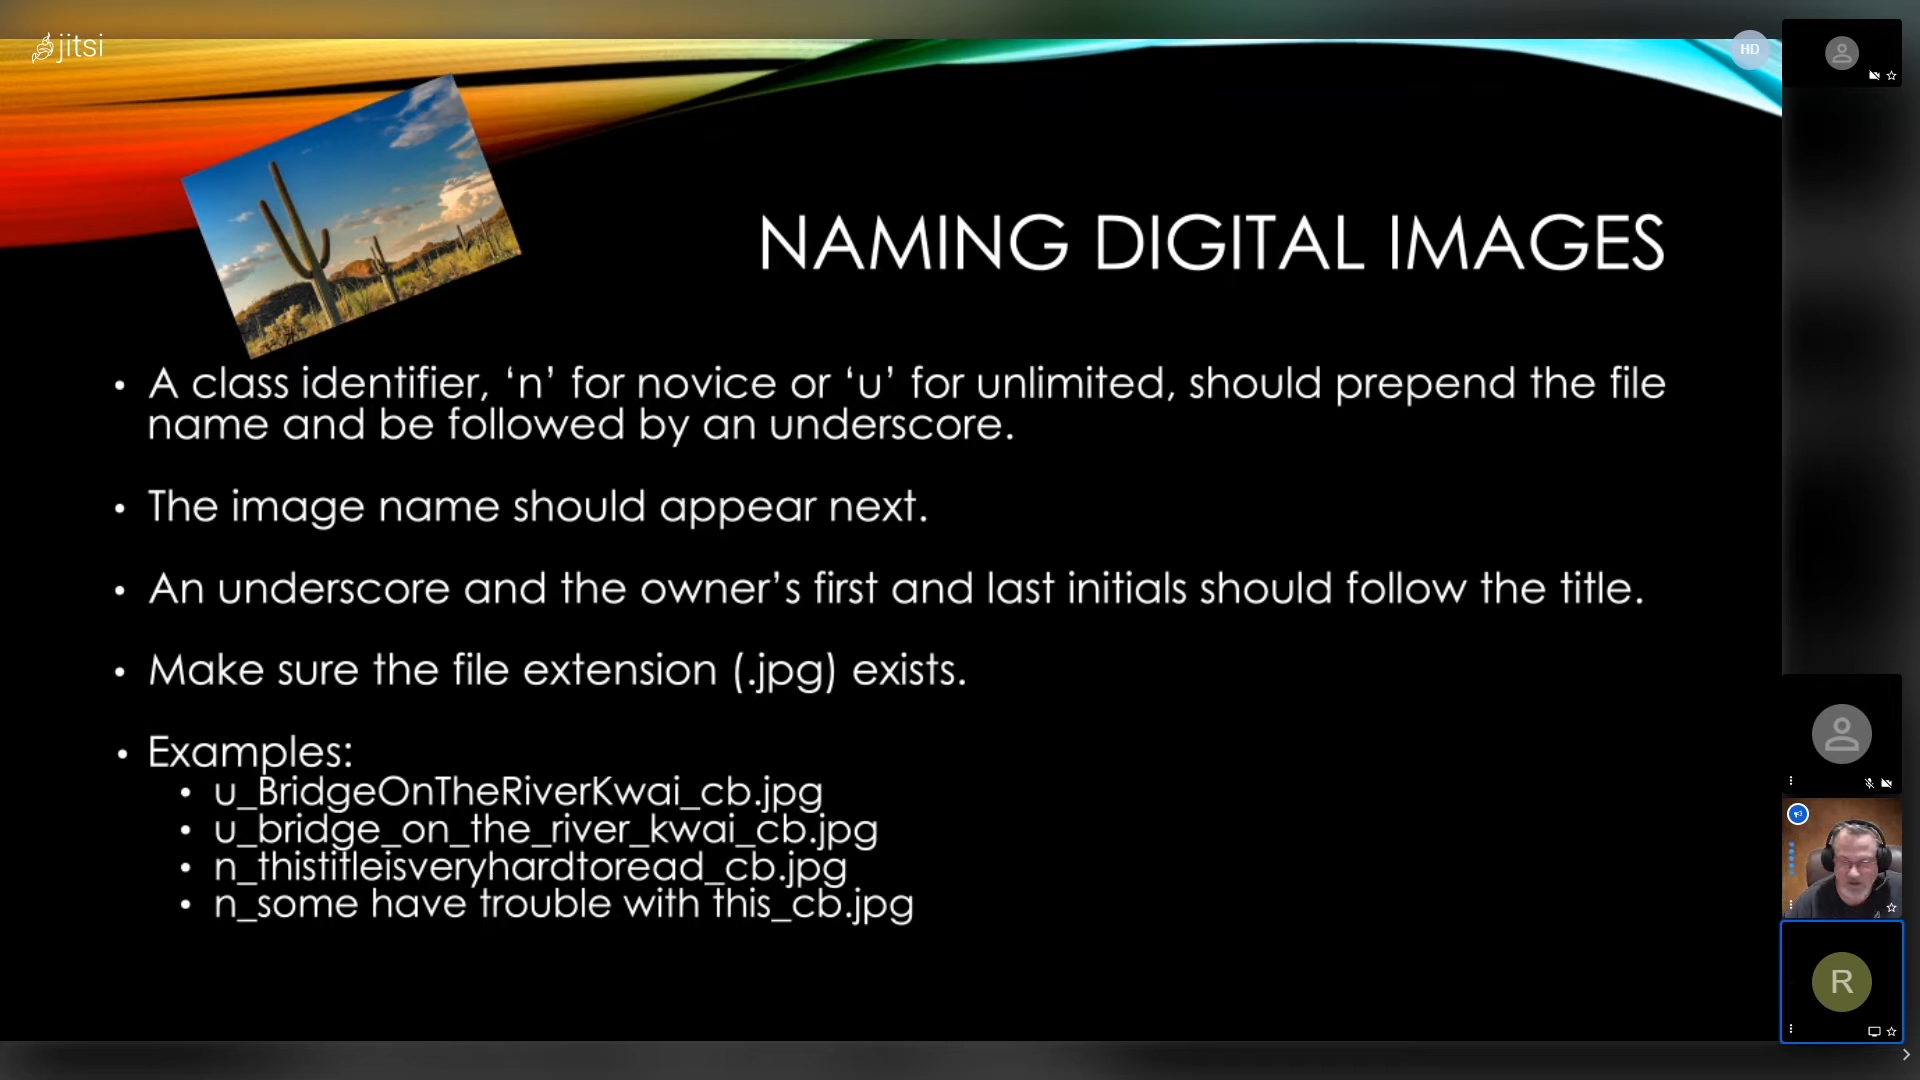 jitsi
HD
NAMING DIGITAL IMAGES
• A class identifier, ‘n’ for novice or ‘u’ for unlimited, should prepend the file
name and be followed by an underscore.
• The image name should appear next.
• An underscore and the owner’s first and last initials should follow the title.
• Make sure the file extension (.jpg) exists.
• Examples:
• u_BridgeOnTheRiverKwai_cb.jpg
• u_bridge_on_the_river_kwai_cb.jpg
• n_thistitleisveryhardtoread_cb.jpg
• n_some have trouble with this_cb.jpg
R